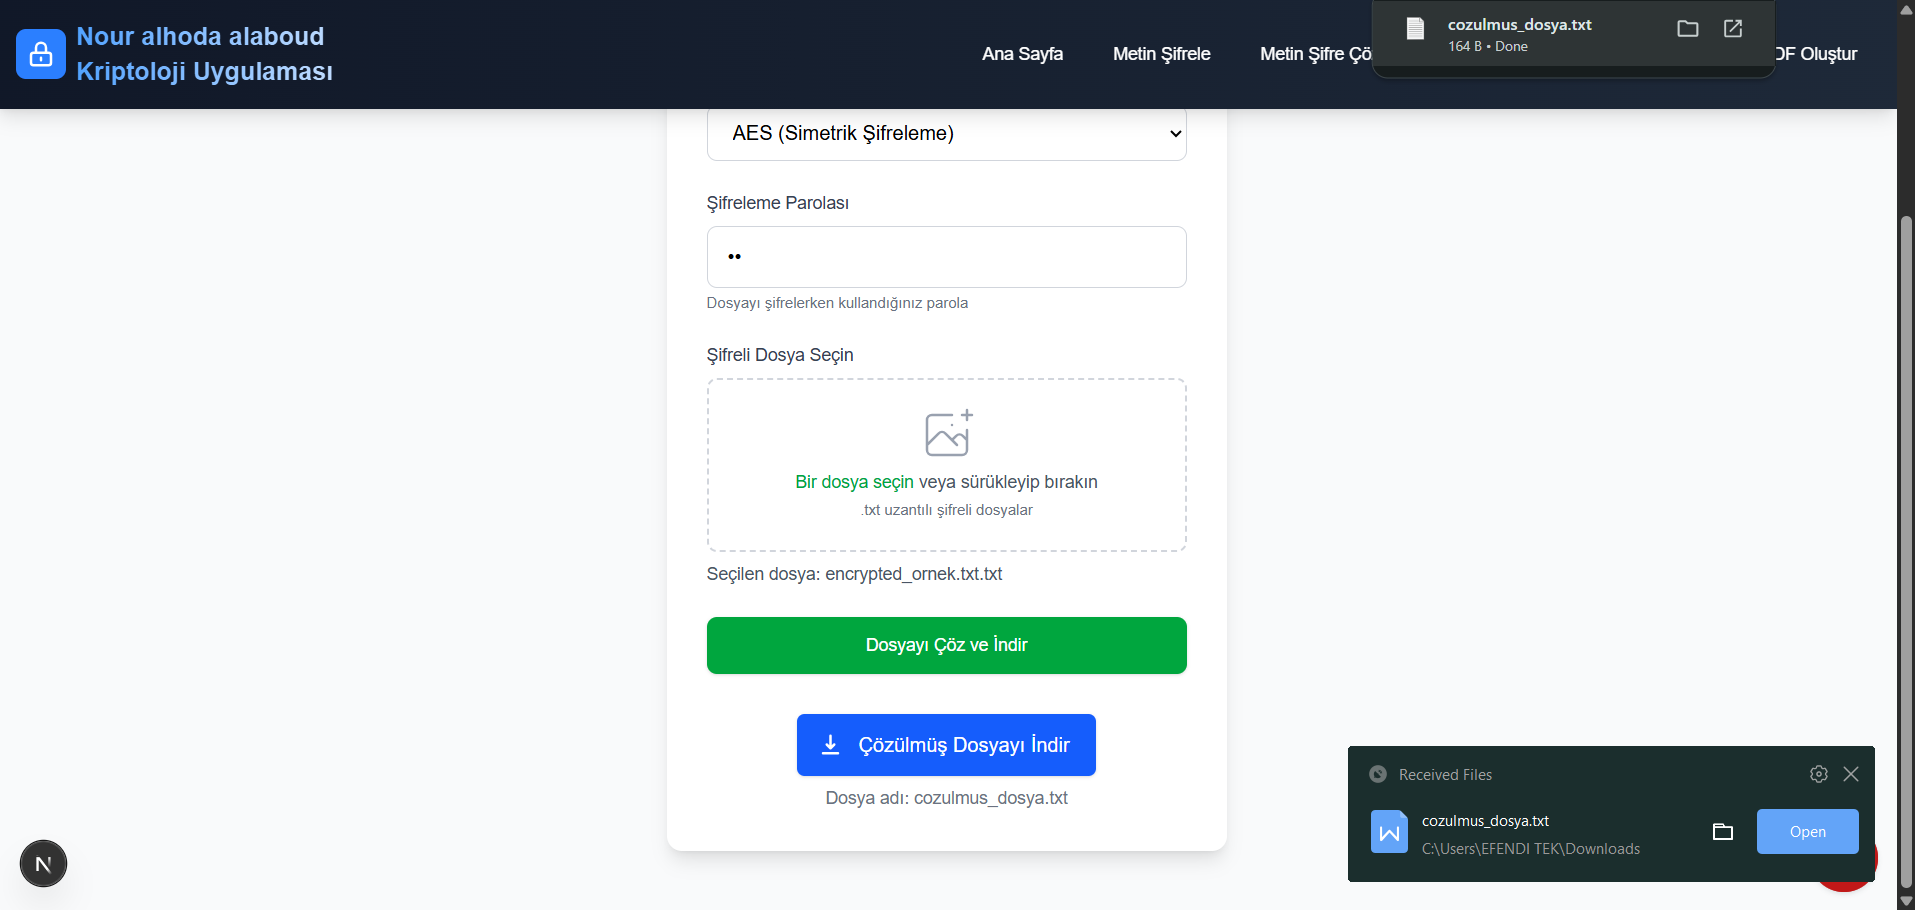 Nour alhoda alaboud
Kriptoloji Uygulaması
Ana Sayfa
Metin Şifrele
Metin Şifre Çö
DF Oluştur
cozulmus_dosya.txt
164 B • Done
AES (Simetrik Şifreleme)
Şifreleme Parolası
••
Dosyayı şifrelerken kullandığınız parola
Şifreli Dosya Seçin
Bir dosya seçin veya sürükleyip bırakın
.txt uzantılı şifreli dosyalar
Seçilen dosya: encrypted_ornek.txt.txt
Dosyayı Çöz ve İndir
Çözülmüş Dosyayı İndir
Dosya adı: cozulmus_dosya.txt
Received Files
cozulmus_dosya.txt
C:\Users\EFENDI TEK\Downloads
Open
N